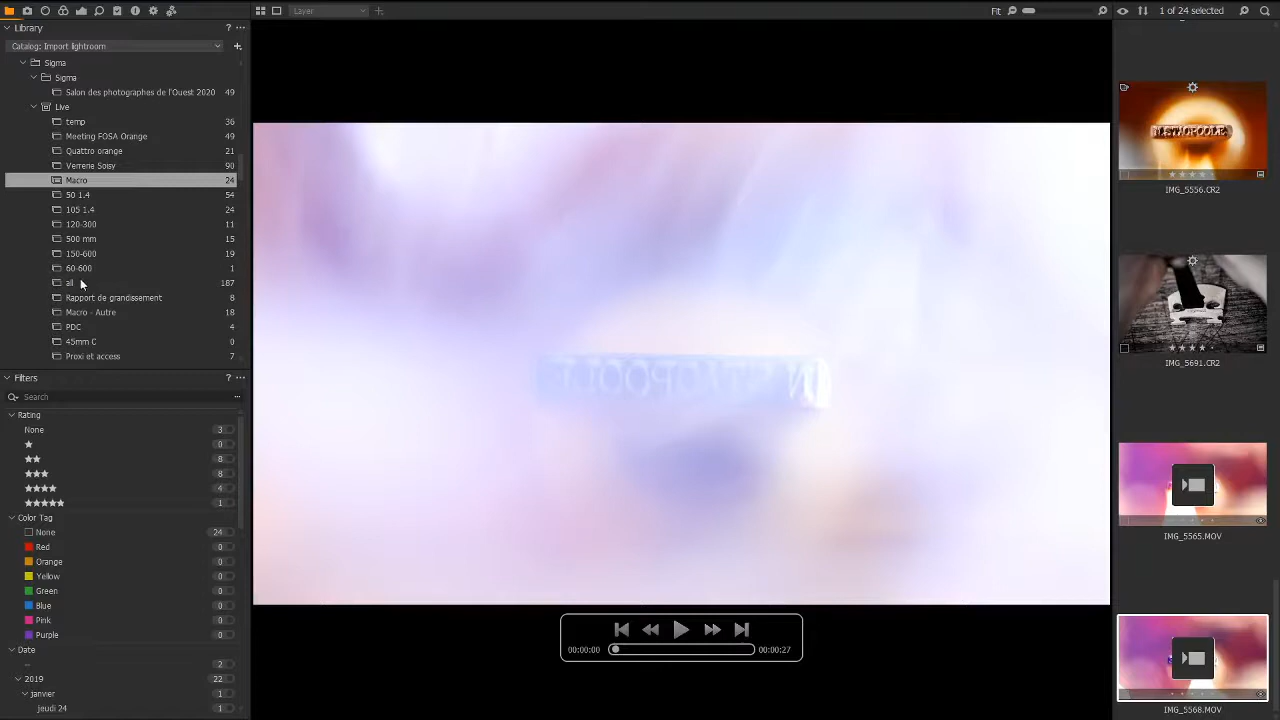 Layer
Fit
1 of 24 selected
Library
?
Catalog: Import lightroom
Sigma
Sigma
Salon des photographes de l'Ouest 2020 49
Live
temp 36
Meeting FOSA Orange 49
Quattro orange 21
Verrerie Soisy 90
Macro 24
50 1.4 54
105 1.4 24
120-300 11
500 mm 15
150-600 19
60-600 1
all 187
Rapport de grandissement 8
Macro - Autre 18
PDC 4
45mm C 0
Proxi et access 7
Filters
?
Search
Rating
None 3
★ 0
★★ 8
★★★ 8
★★★★ 4
★★★★★ 1
Color Tag
None 24
Red 0
Orange 0
Yellow 0
Green 0
Blue 0
Pink 0
Purple 0
Date
-- 2
2019 22
janvier 1
jeudi 24 1
00:00:00
00:00:27
IMG_5556.CR2
IMG_5691.CR2
IMG_5565.MOV
IMG_5568.MOV